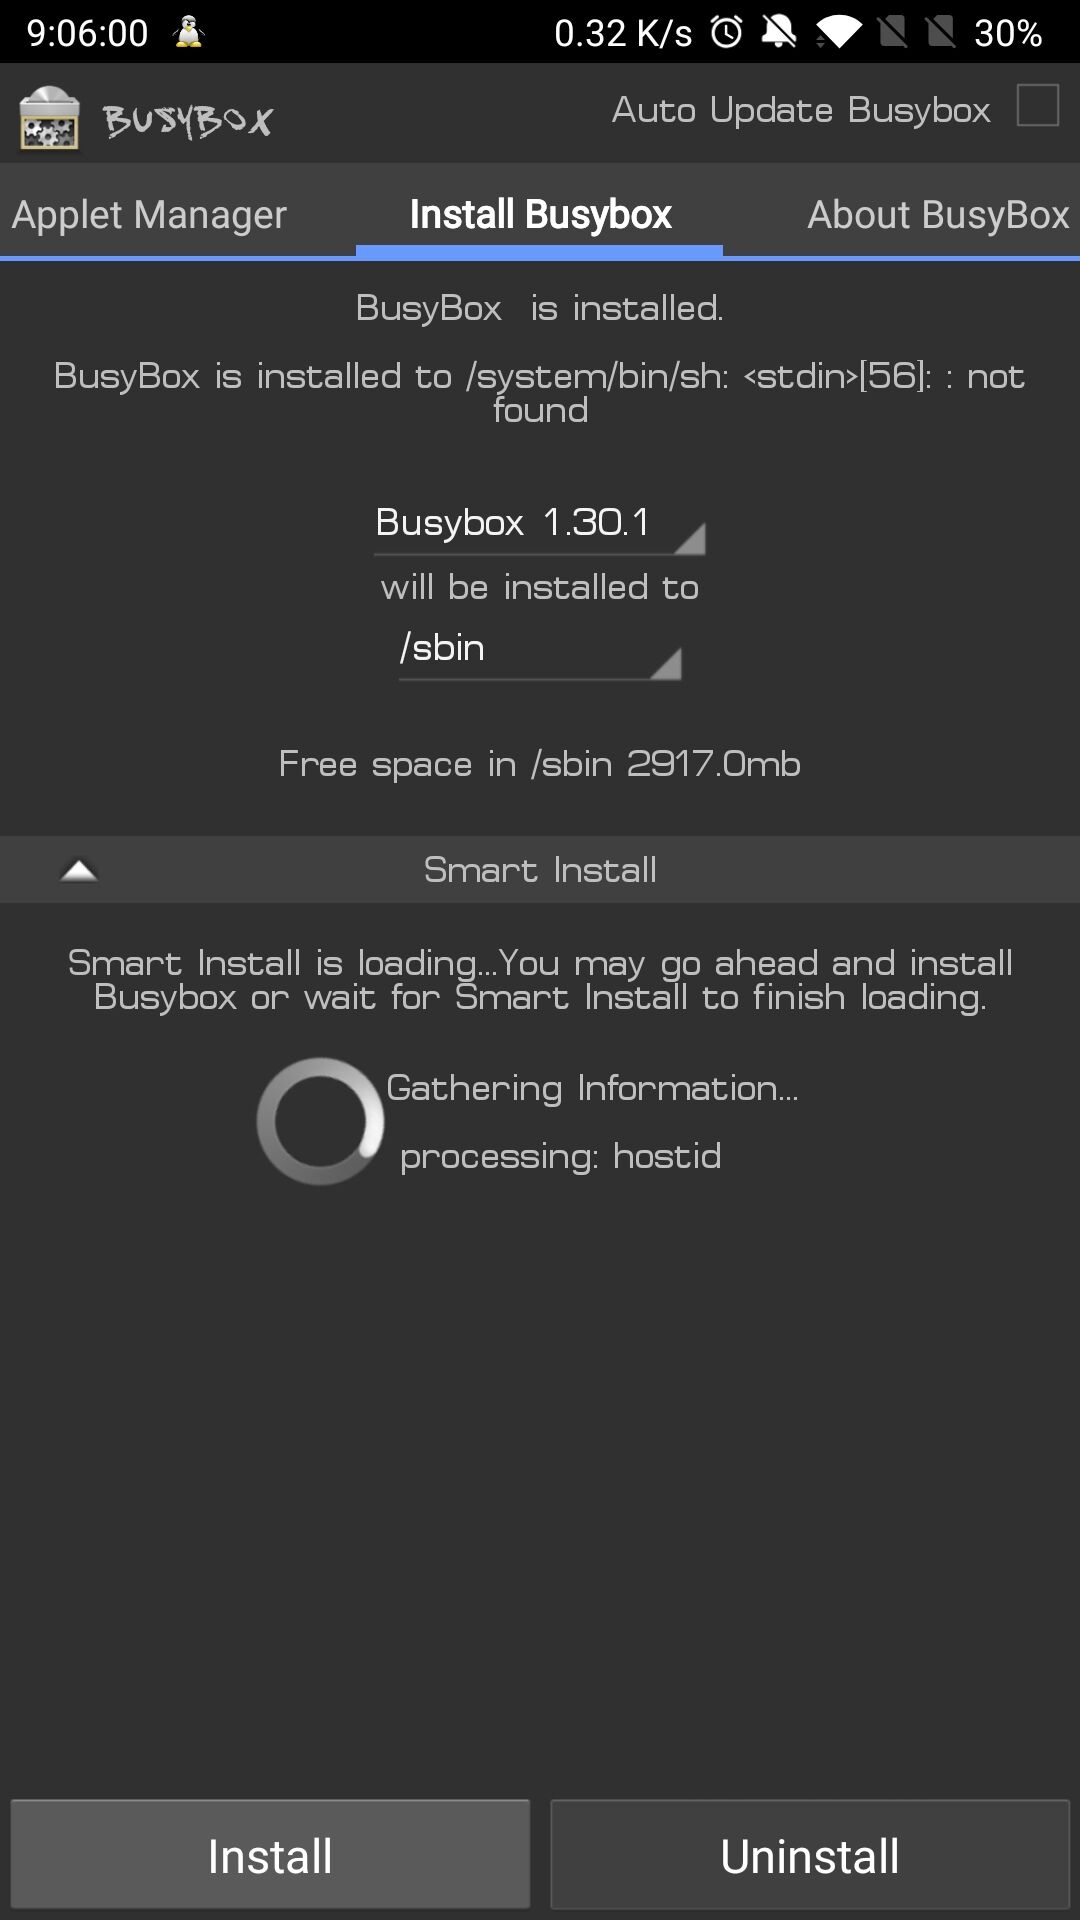 9:06:00 0.32 K/s 30%
BUSYBOX Auto Update Busybox
Applet Manager Install Busybox About BusyBox
BusyBox is installed.
BusyBox is installed to /system/bin/sh: <stdin>[56]: : not
found
Busybox 1.30.1
will be installed to
/sbin
Free space in /sbin 2917.0mb
Smart Install
Smart Install is loading...You may go ahead and install
Busybox or wait for Smart Install to finish loading.
Gathering Information...
processing: hostid
Install Uninstall